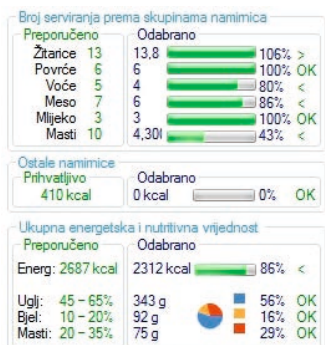 Broj serviranja prema skupinama namirnica
Preporučeno Odabrano
Žitarice 13 13,8 106% >
Povrće 6 6 100% OK
Voće 5 4 80% <
Meso 7 6 86% <
Mlijeko 3 3 100% OK
Masti 10 4,300 43% <
Ostale namirnice
Prihvatljivo Odabrano
410 kcal 0 kcal 0% OK
Ukupna energetska i nutritivna vrijednost
Preporučeno Odabrano
Energ: 2687 kcal 2312 kcal 86% <
Uglj: 45 - 65% 343 g 56% OK
Bjel: 10 - 20% 92 g 16% OK
Masti: 20 - 35% 75 g 29% OK